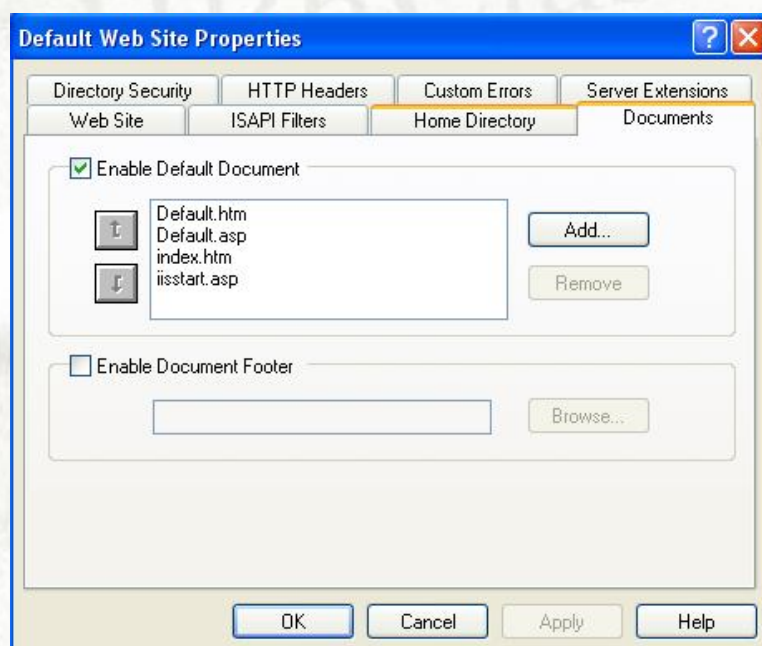 Default Web Site Properties
Directory Security HTTP Headers Custom Errors Server Extensions
Web Site ISAPI Filters Home Directory Documents
Enable Default Document
Default.htm
Default.asp
index.htm
iisstart.asp
Add...
Remove
Enable Document Footer
Browse...
OK Cancel Apply Help